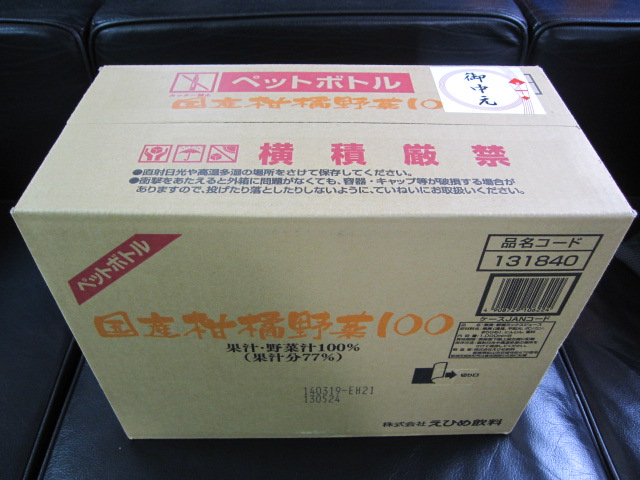 ペットボトル
御中元
国産柑橘野菜100
横積厳禁
●直射日光や高温多湿の場所をさけて保存してください。
●衝撃をあたえると外箱に問題がなくても、容器・キャップ等が破損する場合が
ありますので、投げたり落としたりしないように、ていねいにお取扱いください。
ペットボトル
品名コード
131840
ケースJANコード
国産柑橘野菜100
果汁・野菜汁100%
(果汁分77%)
切り口
140319-EH21
130524
株式会社 えひめ飲料